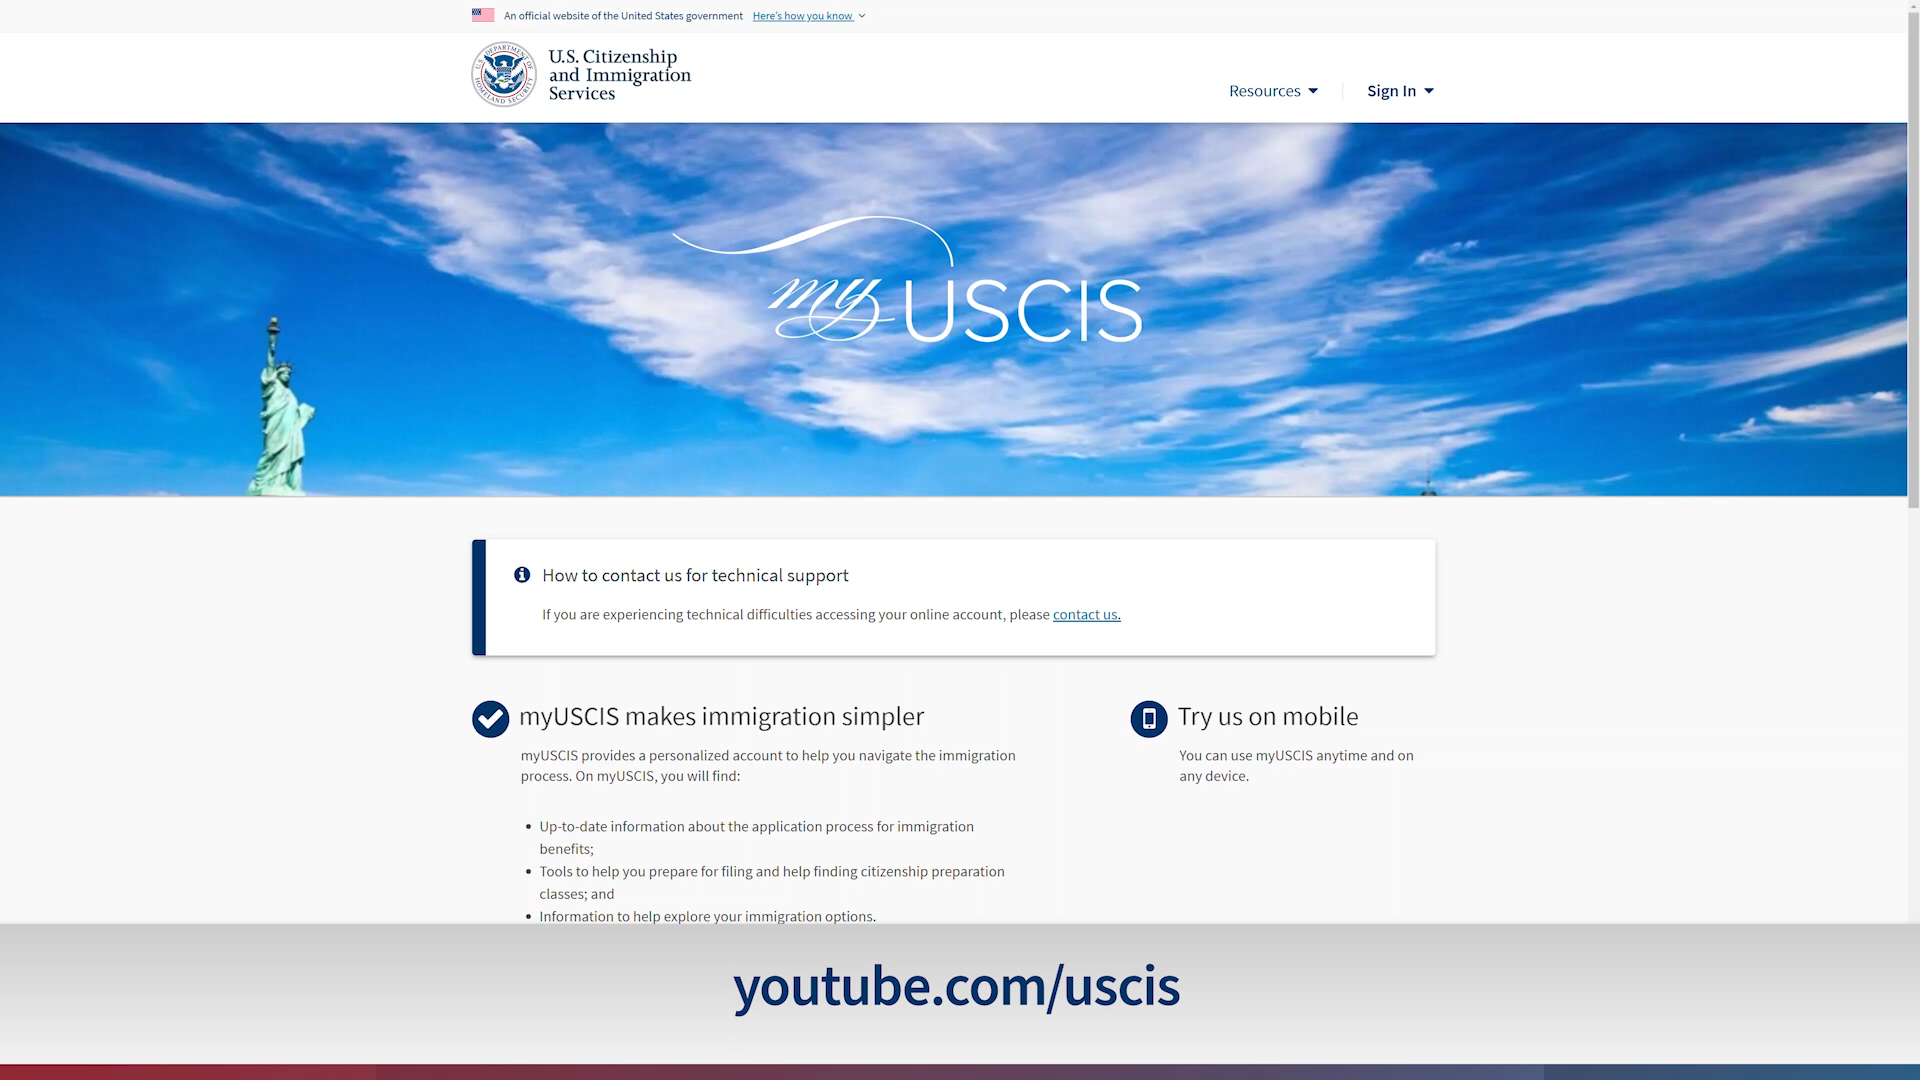 An official website of the United States government Here's how you know
U.S. Citizenship
and Immigration
Services
Resources
Sign In
my USCIS
How to contact us for technical support
If you are experiencing technical difficulties accessing your online account, please contact us.
myUSCIS makes immigration simpler
myUSCIS provides a personalized account to help you navigate the immigration
process. On myUSCIS, you will find:
• Up-to-date information about the application process for immigration
benefits;
• Tools to help you prepare for filing and help finding citizenship preparation
classes; and
• Information to help explore your immigration options.
Try us on mobile
You can use myUSCIS anytime and on
any device.
youtube.com/uscis